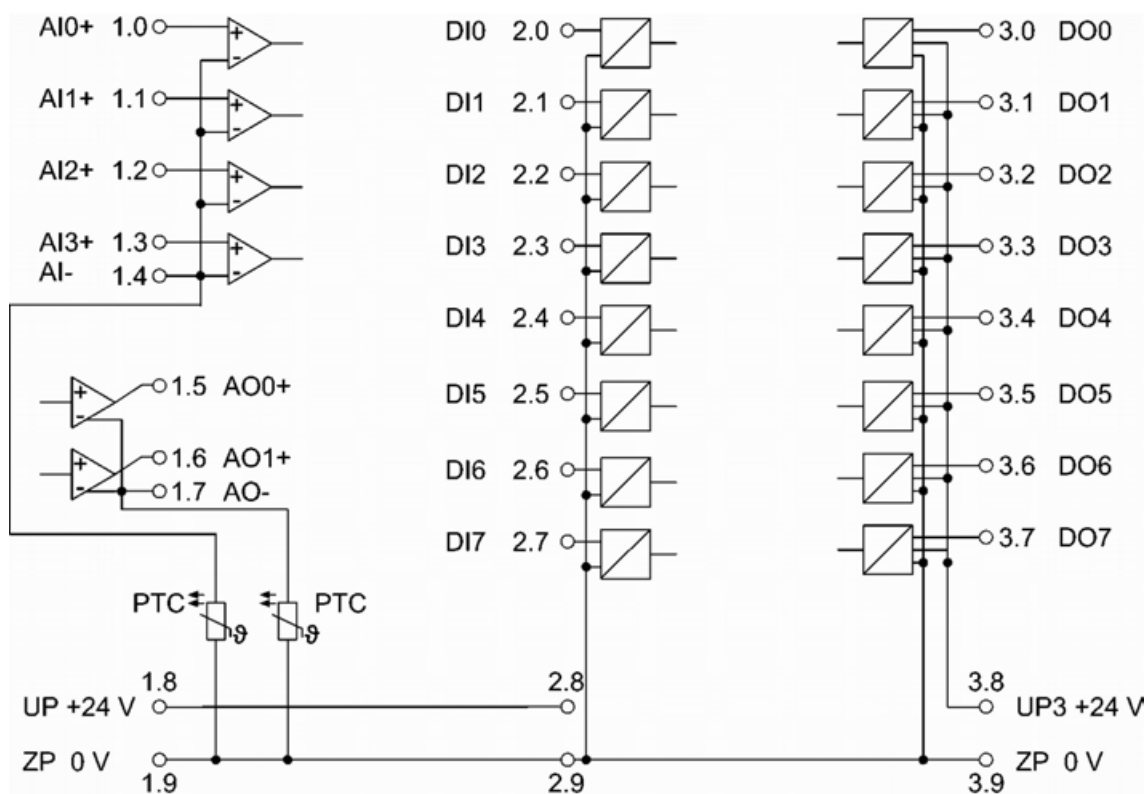 AI0+ 1.0
+
-
AI1+ 1.1
+
-
AI2+ 1.2
+
-
AI3+ 1.3
+
AI- 1.4
-
+
-
1.5 AO0+
+
-
1.6 AO1+
1.7 AO-
PTC
ϑ
ϑ
PTC
1.8
UP +24 V
ZP 0 V
1.9
DI0 2.0
DI1 2.1
DI2 2.2
DI3 2.3
DI4 2.4
DI5 2.5
DI6 2.6
DI7 2.7
2.8
2.9
3.0 DO0
3.1 DO1
3.2 DO2
3.3 DO3
3.4 DO4
3.5 DO5
3.6 DO6
3.7 DO7
3.8
UP3 +24 V
ZP 0 V
3.9